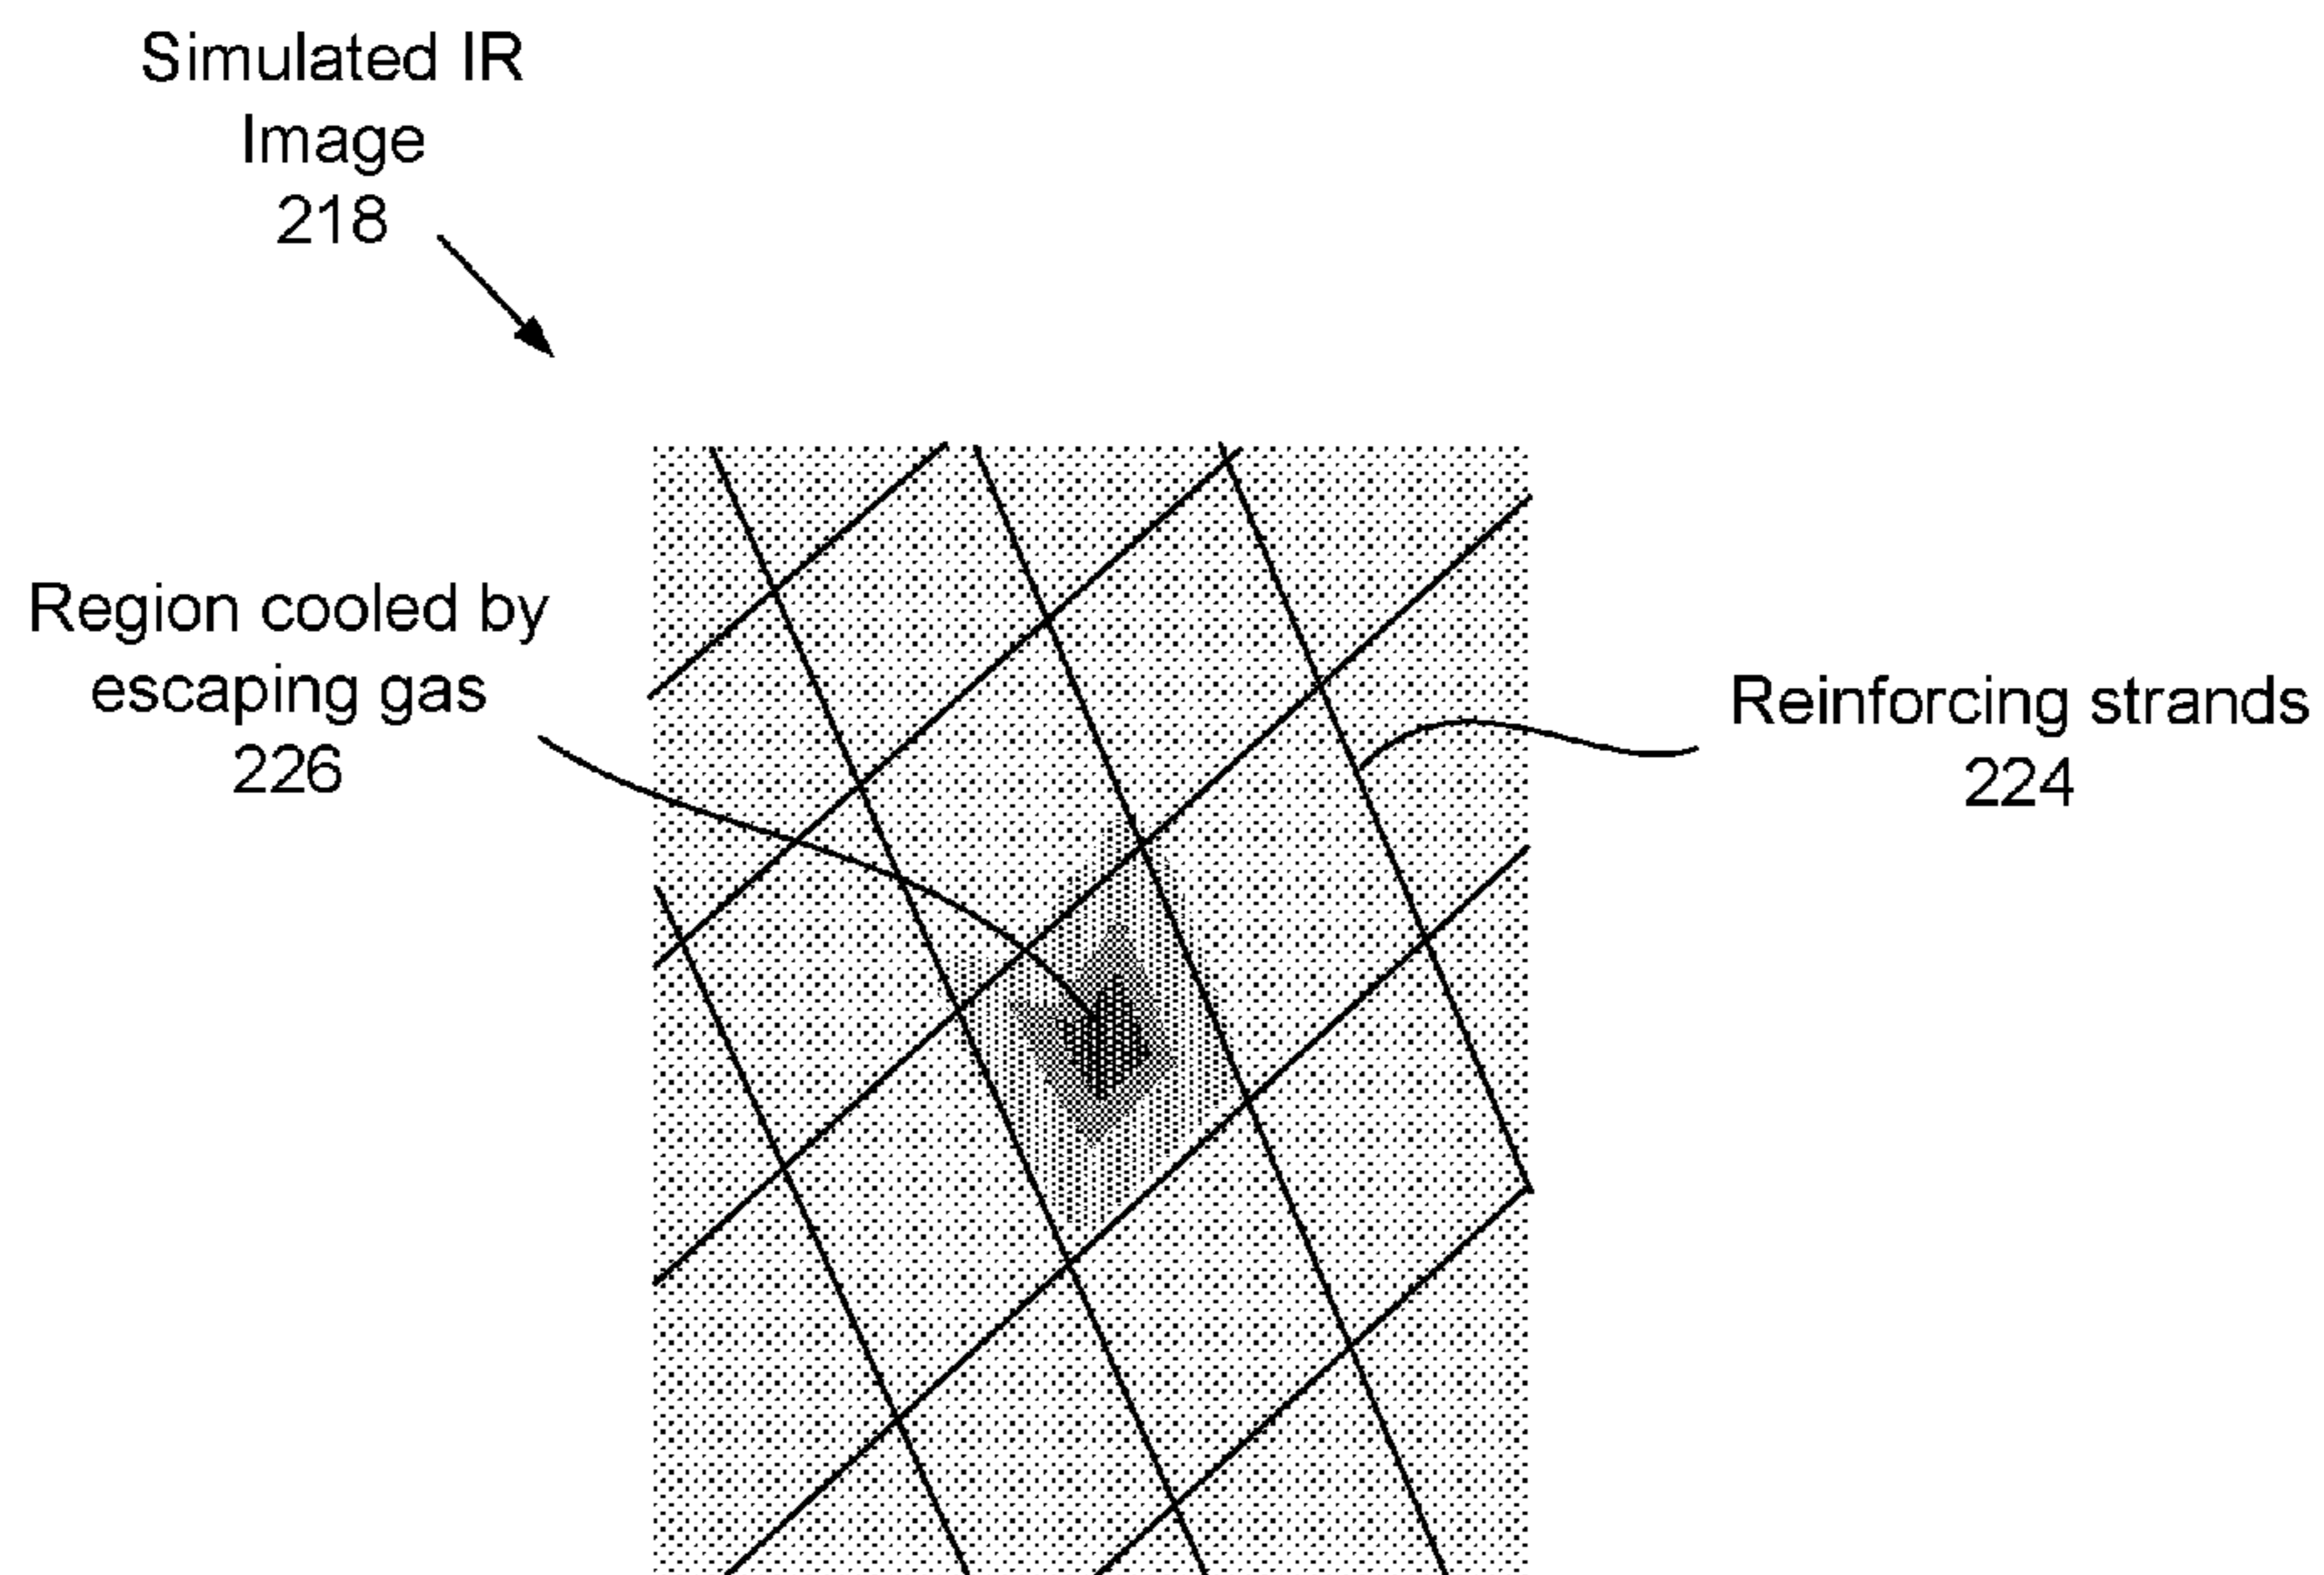 Simulated IR
Image
218
Region cooled by
escaping gas
226
Reinforcing strands
224